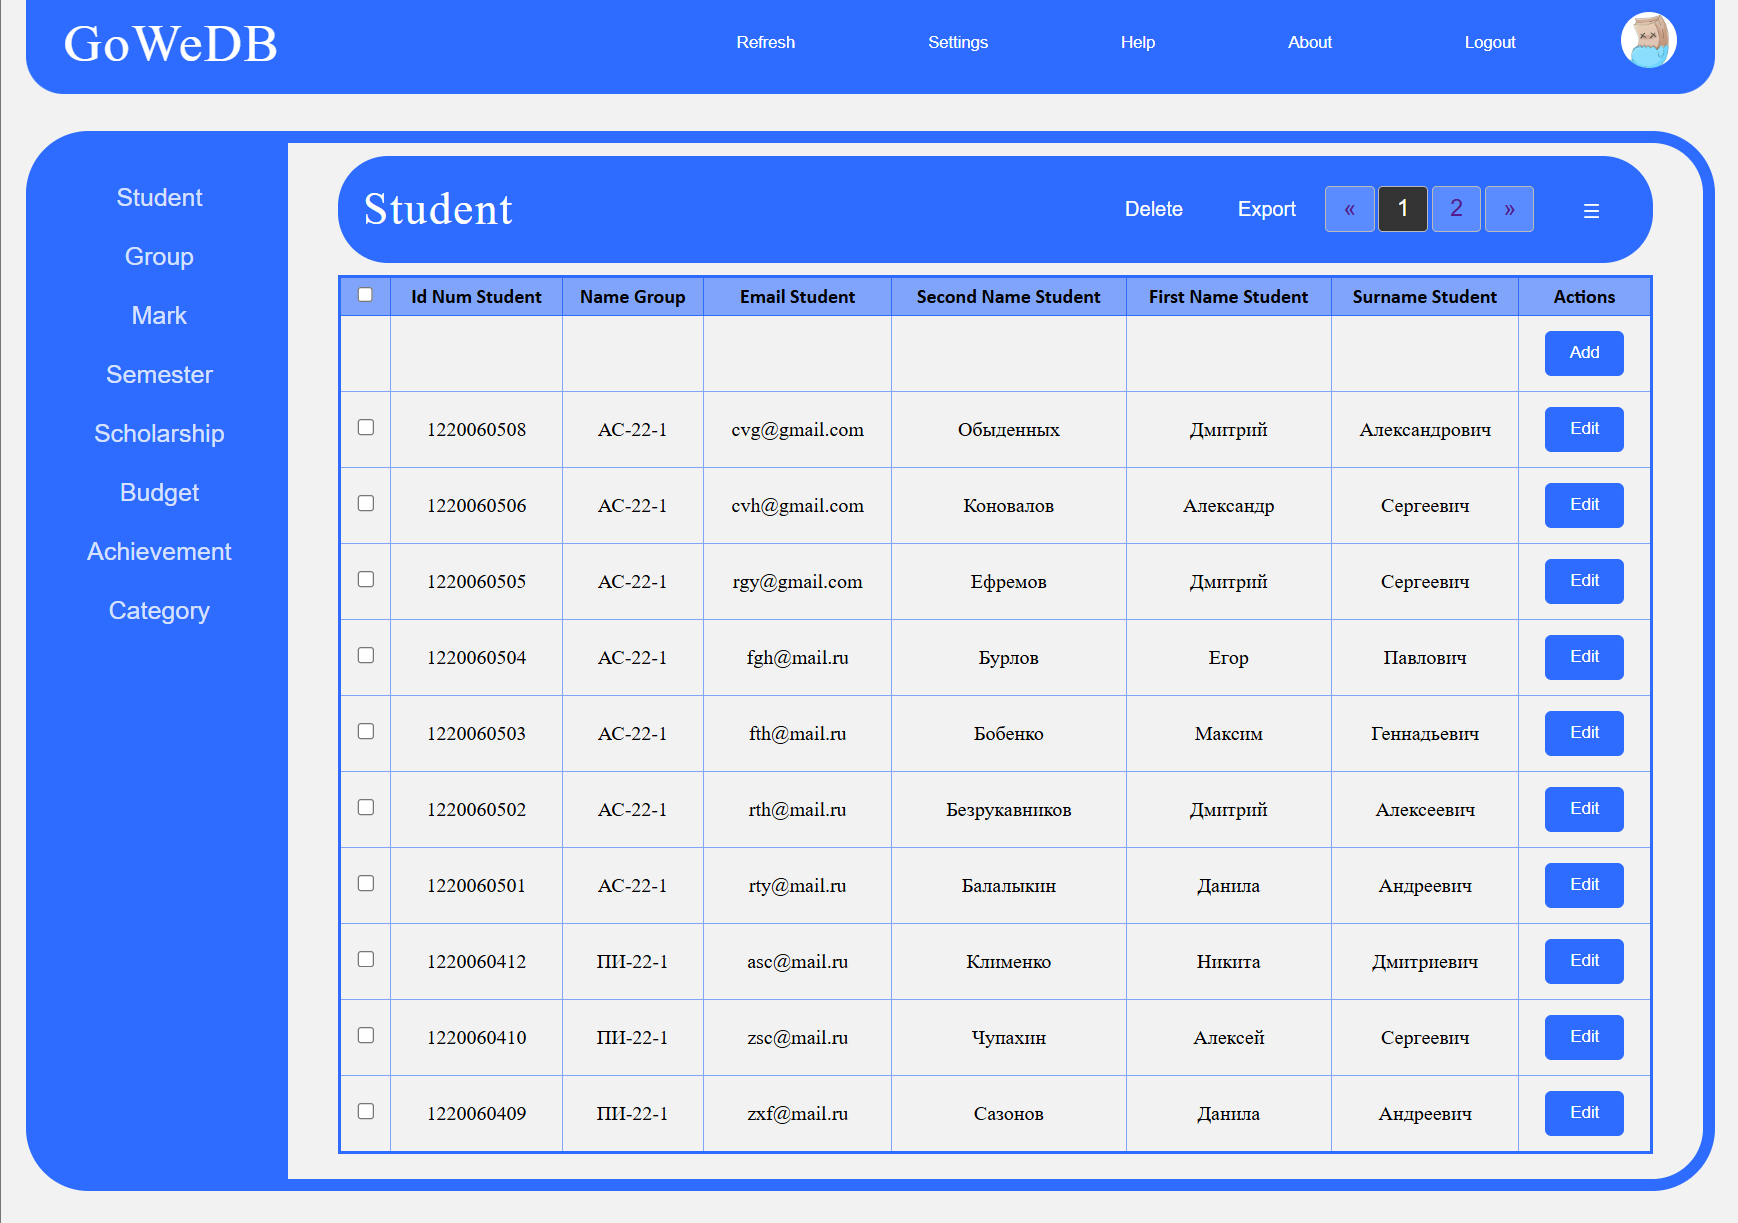 GoWeDB Refresh Settings Help About Logout
Student
Group
Mark
Semester
Scholarship
Budget
Achievement
Category
Student Delete Export « 1 2 » ☰
Id Num Student Name Group Email Student Second Name Student First Name Student Surname Student Actions
Add
1220060508 АС-22-1 cvg@gmail.com Обыденных Дмитрий Александрович Edit
1220060506 АС-22-1 cvh@gmail.com Коновалов Александр Сергеевич Edit
1220060505 АС-22-1 rgy@gmail.com Ефремов Дмитрий Сергеевич Edit
1220060504 АС-22-1 fgh@mail.ru Бурлов Егор Павлович Edit
1220060503 АС-22-1 fth@mail.ru Бобенко Максим Геннадьевич Edit
1220060502 АС-22-1 rth@mail.ru Безрукавников Дмитрий Алексеевич Edit
1220060501 АС-22-1 rty@mail.ru Балалыкин Данила Андреевич Edit
1220060412 ПИ-22-1 asc@mail.ru Клименко Никита Дмитриевич Edit
1220060410 ПИ-22-1 zsc@mail.ru Чупахин Алексей Сергеевич Edit
1220060409 ПИ-22-1 zxf@mail.ru Сазонов Данила Андреевич Edit